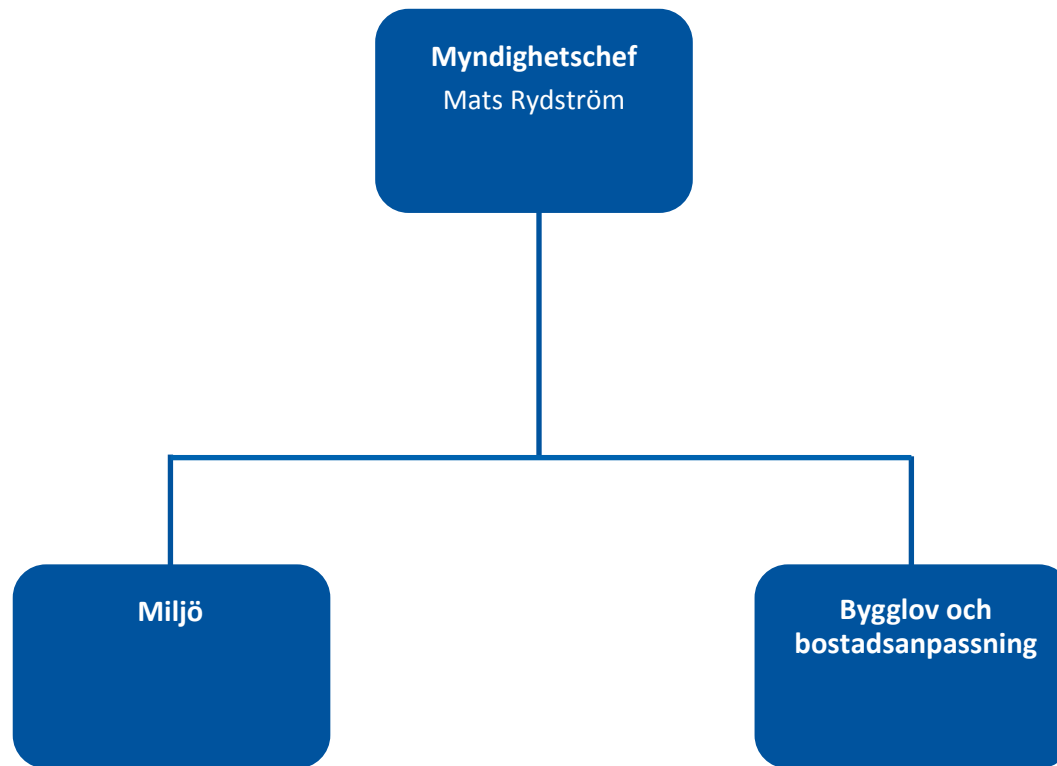 Myndighetschef
Mats Rydström
Miljö
Bygglov och
bostadsanpassning